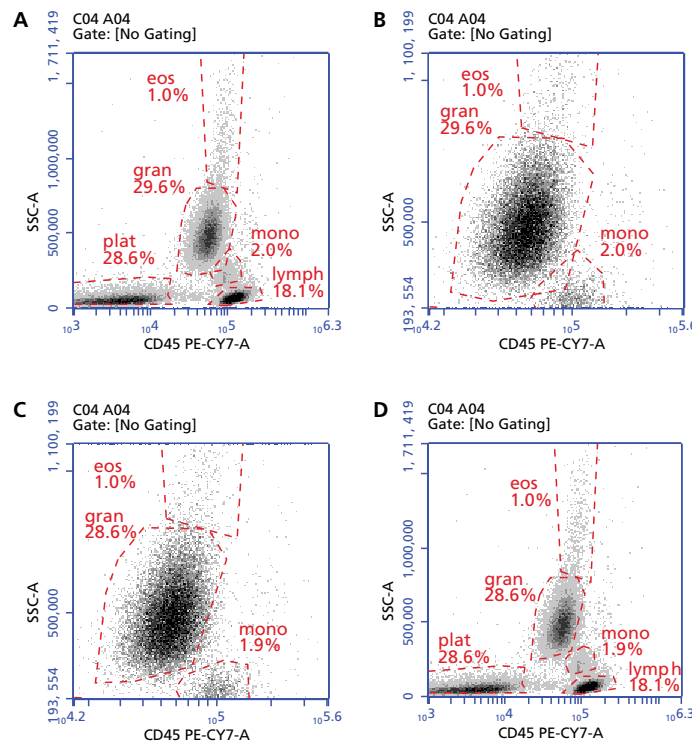 A
C04 A04
Gate: [No Gating]
1, 711, 419
1,000,000
500,000
0
SSC-A
eos
1.0%
gran
29.6%
plat
28.6%
mono
2.0%
lymph
18.1%
10^3
10^4
10^5
10^6.3
CD45 PE-CY7-A
B
C04 A04
Gate: [No Gating]
1, 100, 199
500,000
193, 554
SSC-A
eos
1.0%
gran
29.6%
mono
2.0%
10^4.2
10^5
10^5.6
CD45 PE-CY7-A
C
C04 A04
Gate: [No Gating]
1, 100, 199
500,000
193, 554
SSC-A
eos
1.0%
gran
28.6%
mono
1.9%
10^4.2
10^5
10^5.6
CD45 PE-CY7-A
D
C04 A04
Gate: [No Gating]
1, 711, 419
1,000,000
500,000
0
SSC-A
eos
1.0%
gran
28.6%
plat
28.6%
mono
1.9%
lymph
18.1%
10^3
10^4
10^5
10^6.3
CD45 PE-CY7-A